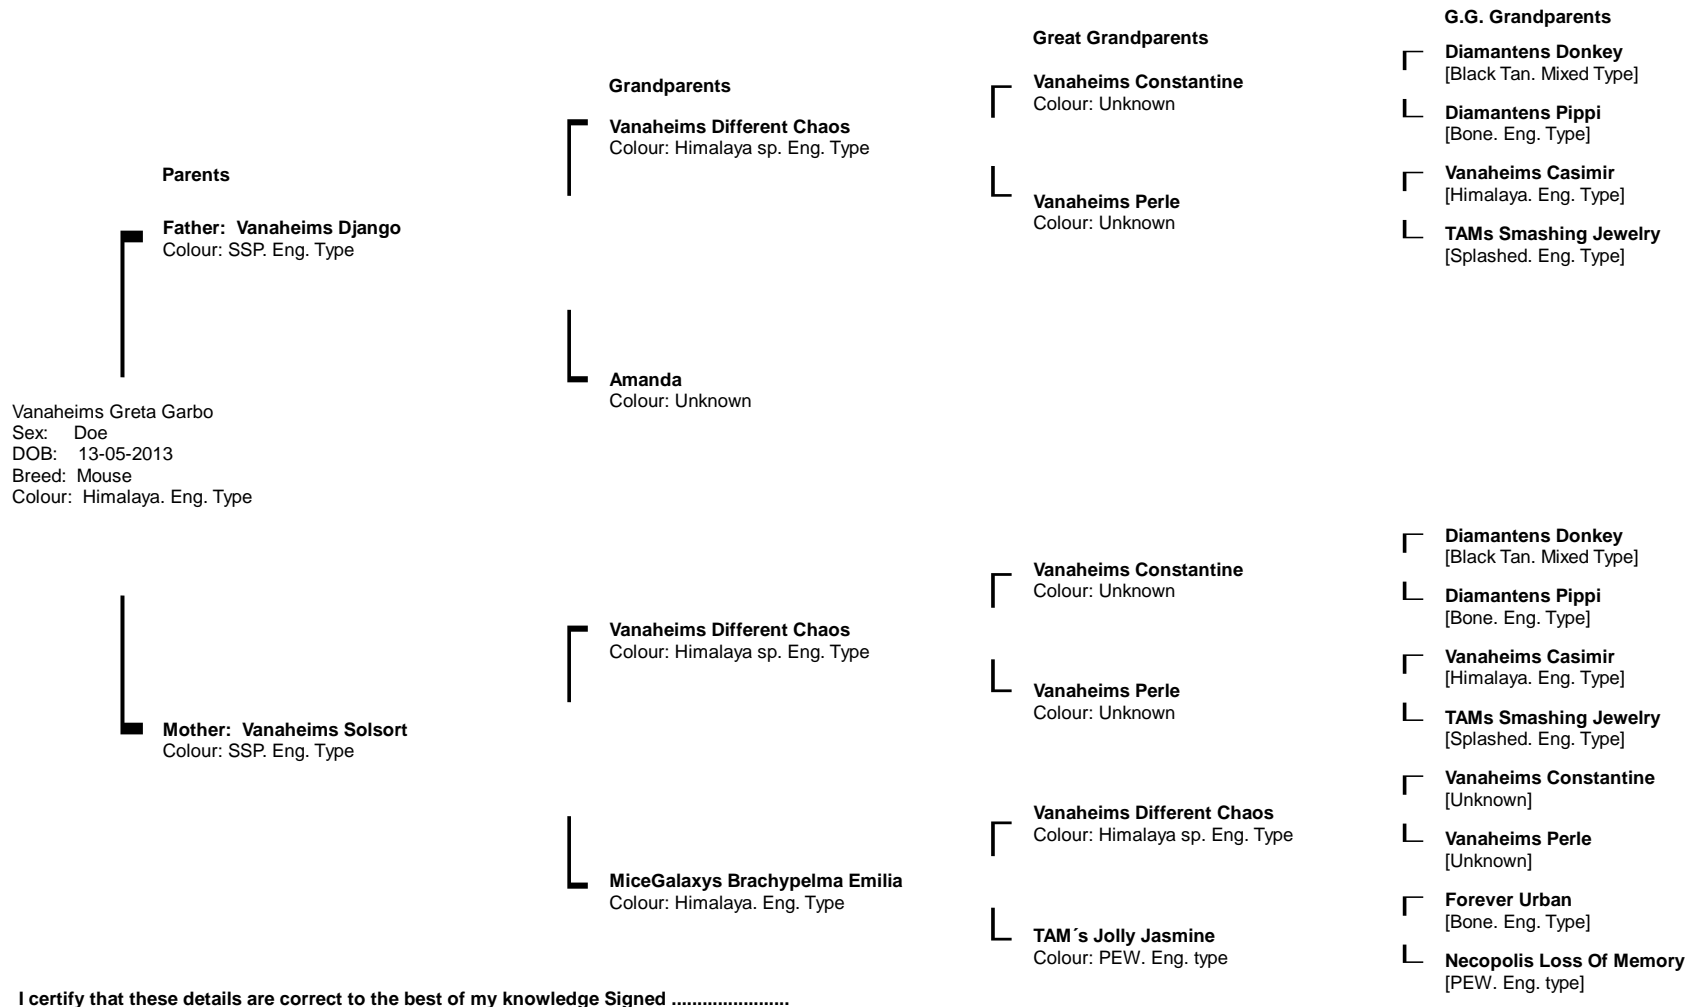 G.G. Grandparents
Diamantens Donkey
[Black Tan. Mixed Type]
Diamantens Pippi
[Bone. Eng. Type]
Vanaheims Casimir
[Himalaya. Eng. Type]
TAMs Smashing Jewelry
[Splashed. Eng. Type]
Great Grandparents
Vanaheims Constantine
Colour: Unknown
Vanaheims Perle
Colour: Unknown
Grandparents
Vanaheims Different Chaos
Colour: Himalaya sp. Eng. Type
Amanda
Colour: Unknown
Parents
Father: Vanaheims Django
Colour: SSP. Eng. Type
Vanaheims Greta Garbo
Sex: Doe
DOB: 13-05-2013
Breed: Mouse
Colour: Himalaya. Eng. Type
Mother: Vanaheims Solsort
Colour: SSP. Eng. Type
Vanaheims Different Chaos
Colour: Himalaya sp. Eng. Type
MiceGalaxys Brachypelma Emilia
Colour: Himalaya. Eng. Type
Vanaheims Constantine
Colour: Unknown
Vanaheims Perle
Colour: Unknown
Vanaheims Different Chaos
Colour: Himalaya sp. Eng. Type
TAM´s Jolly Jasmine
Colour: PEW. Eng. type
Diamantens Donkey
[Black Tan. Mixed Type]
Diamantens Pippi
[Bone. Eng. Type]
Vanaheims Casimir
[Himalaya. Eng. Type]
TAMs Smashing Jewelry
[Splashed. Eng. Type]
Vanaheims Constantine
[Unknown]
Vanaheims Perle
[Unknown]
Forever Urban
[Bone. Eng. Type]
Necopolis Loss Of Memory
[PEW. Eng. type]
I certify that these details are correct to the best of my knowledge Signed .......................